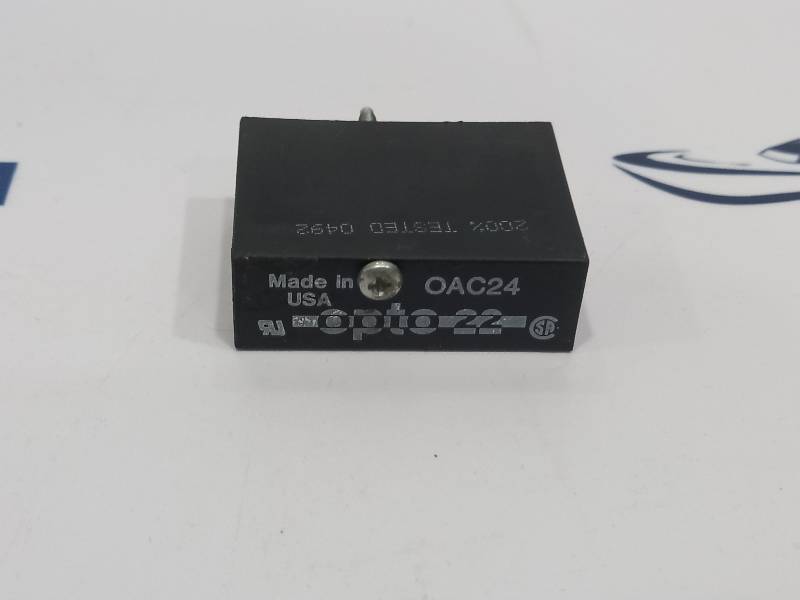 200% TESTED 0492
Made in USA
OAC24
opto 22